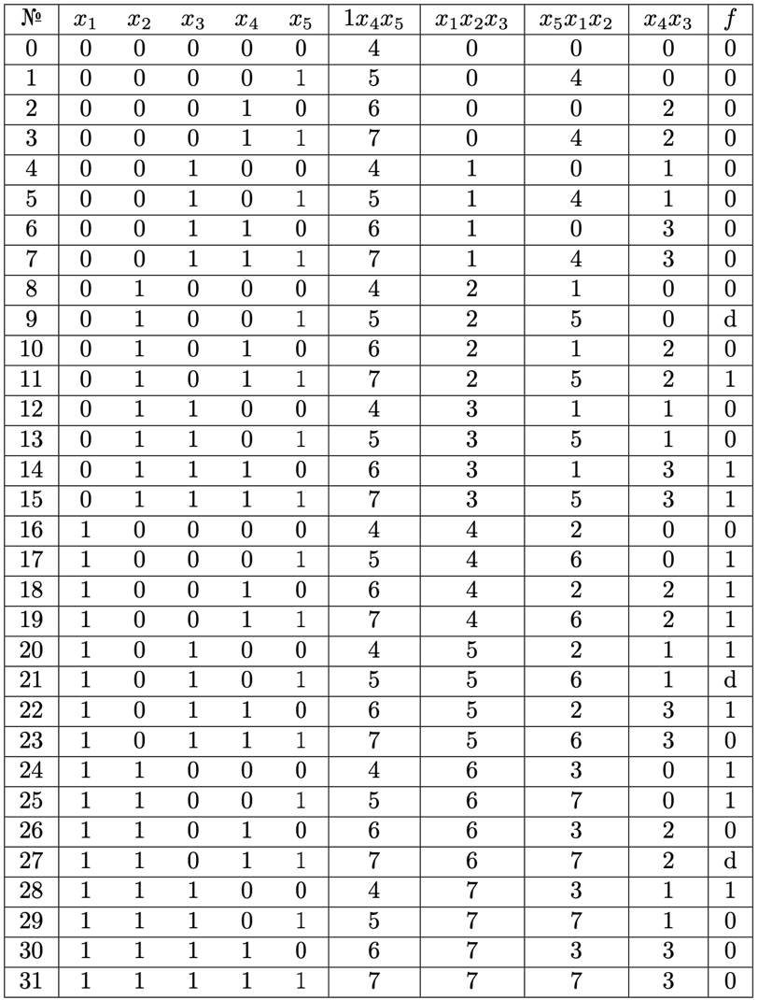 № x₁ x₂ x₃ x₄ x₅ 1x₄x₅ x₁x₂x₃ x₅x₁x₂ x₄x₃ f
0 0 0 0 0 0 4 0 0 0 0
1 0 0 0 0 1 5 0 4 0 0
2 0 0 0 1 0 6 0 0 2 0
3 0 0 0 1 1 7 0 4 2 0
4 0 0 1 0 0 4 1 0 1 0
5 0 0 1 0 1 5 1 4 1 0
6 0 0 1 1 0 6 1 0 3 0
7 0 0 1 1 1 7 1 4 3 0
8 0 1 0 0 0 4 2 1 0 0
9 0 1 0 0 1 5 2 5 0 d
10 0 1 0 1 0 6 2 1 2 0
11 0 1 0 1 1 7 2 5 2 1
12 0 1 1 0 0 4 3 1 1 0
13 0 1 1 0 1 5 3 5 1 0
14 0 1 1 1 0 6 3 1 3 1
15 0 1 1 1 1 7 3 5 3 1
16 1 0 0 0 0 4 4 2 0 0
17 1 0 0 0 1 5 4 6 0 1
18 1 0 0 1 0 6 4 2 2 1
19 1 0 0 1 1 7 4 6 2 1
20 1 0 1 0 0 4 5 2 1 1
21 1 0 1 0 1 5 5 6 1 d
22 1 0 1 1 0 6 5 2 3 1
23 1 0 1 1 1 7 5 6 3 0
24 1 1 0 0 0 4 6 3 0 1
25 1 1 0 0 1 5 6 7 0 1
26 1 1 0 1 0 6 6 3 2 0
27 1 1 0 1 1 7 6 7 2 d
28 1 1 1 0 0 4 7 3 1 1
29 1 1 1 0 1 5 7 7 1 0
30 1 1 1 1 0 6 7 3 3 0
31 1 1 1 1 1 7 7 7 3 0